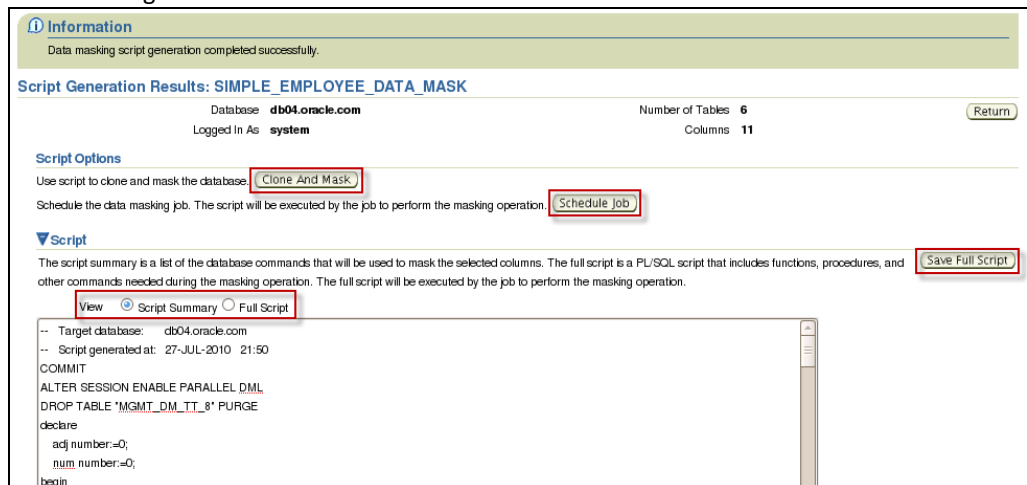 Information
Data masking script generation completed successfully.
Script Generation Results: SIMPLE_EMPLOYEE_DATA_MASK
Database db04.oracle.com Number of Tables 6 Return
Logged In As system Columns 11
Script Options
Use script to clone and mask the database. Clone And Mask
Schedule the data masking job. The script will be executed by the job to perform the masking operation. Schedule Job
Script
The script summary is a list of the database commands that will be used to mask the selected columns. The full script is a PL/SQL script that includes functions, procedures, and Save Full Script
other commands needed during the masking operation. The full script will be executed by the job to perform the masking operation.
View Script Summary Full Script
-- Target database: db04.oracle.com
-- Script generated at: 27-JUL-2010 21:50
COMMIT
ALTER SESSION ENABLE PARALLEL DML
DROP TABLE "MGMT_DM_TT_8" PURGE
declare
adj number:=0;
num number:=0;
begin